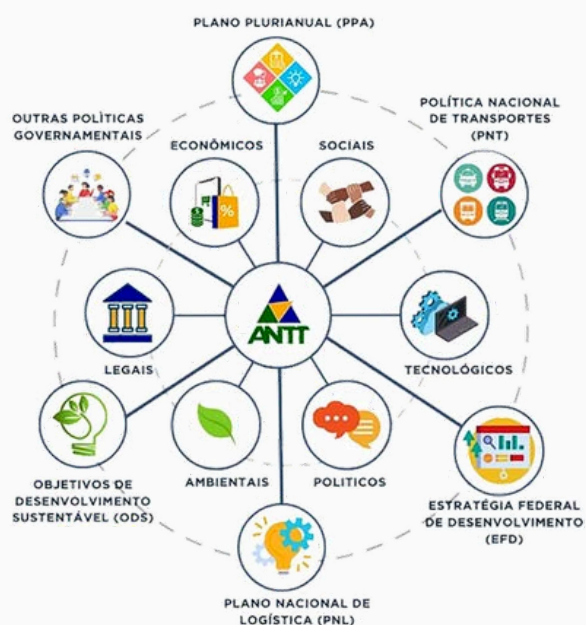 PLANO PLURIANUAL (PPA)
OUTRAS POLÌTICAS
GOVERNAMENTAIS
POLÍTICA NACIONAL
DE TRANSPORTES (PNT)
ECONÔMICOS
SOCIAIS
%
ANTT
LEGAIS
TECNOLÓGICOS
AMBIENTAIS
POLITICOS
OBJETIVOS DE
DESENVOLVIMENTO
SUSTENTÁVEL (ODS)
ESTRATÉGIA FEDERAL
DE DESENVOLVIMENTO
(EFD)
PLANO NACIONAL DE
LOGÍSTICA (PNL)